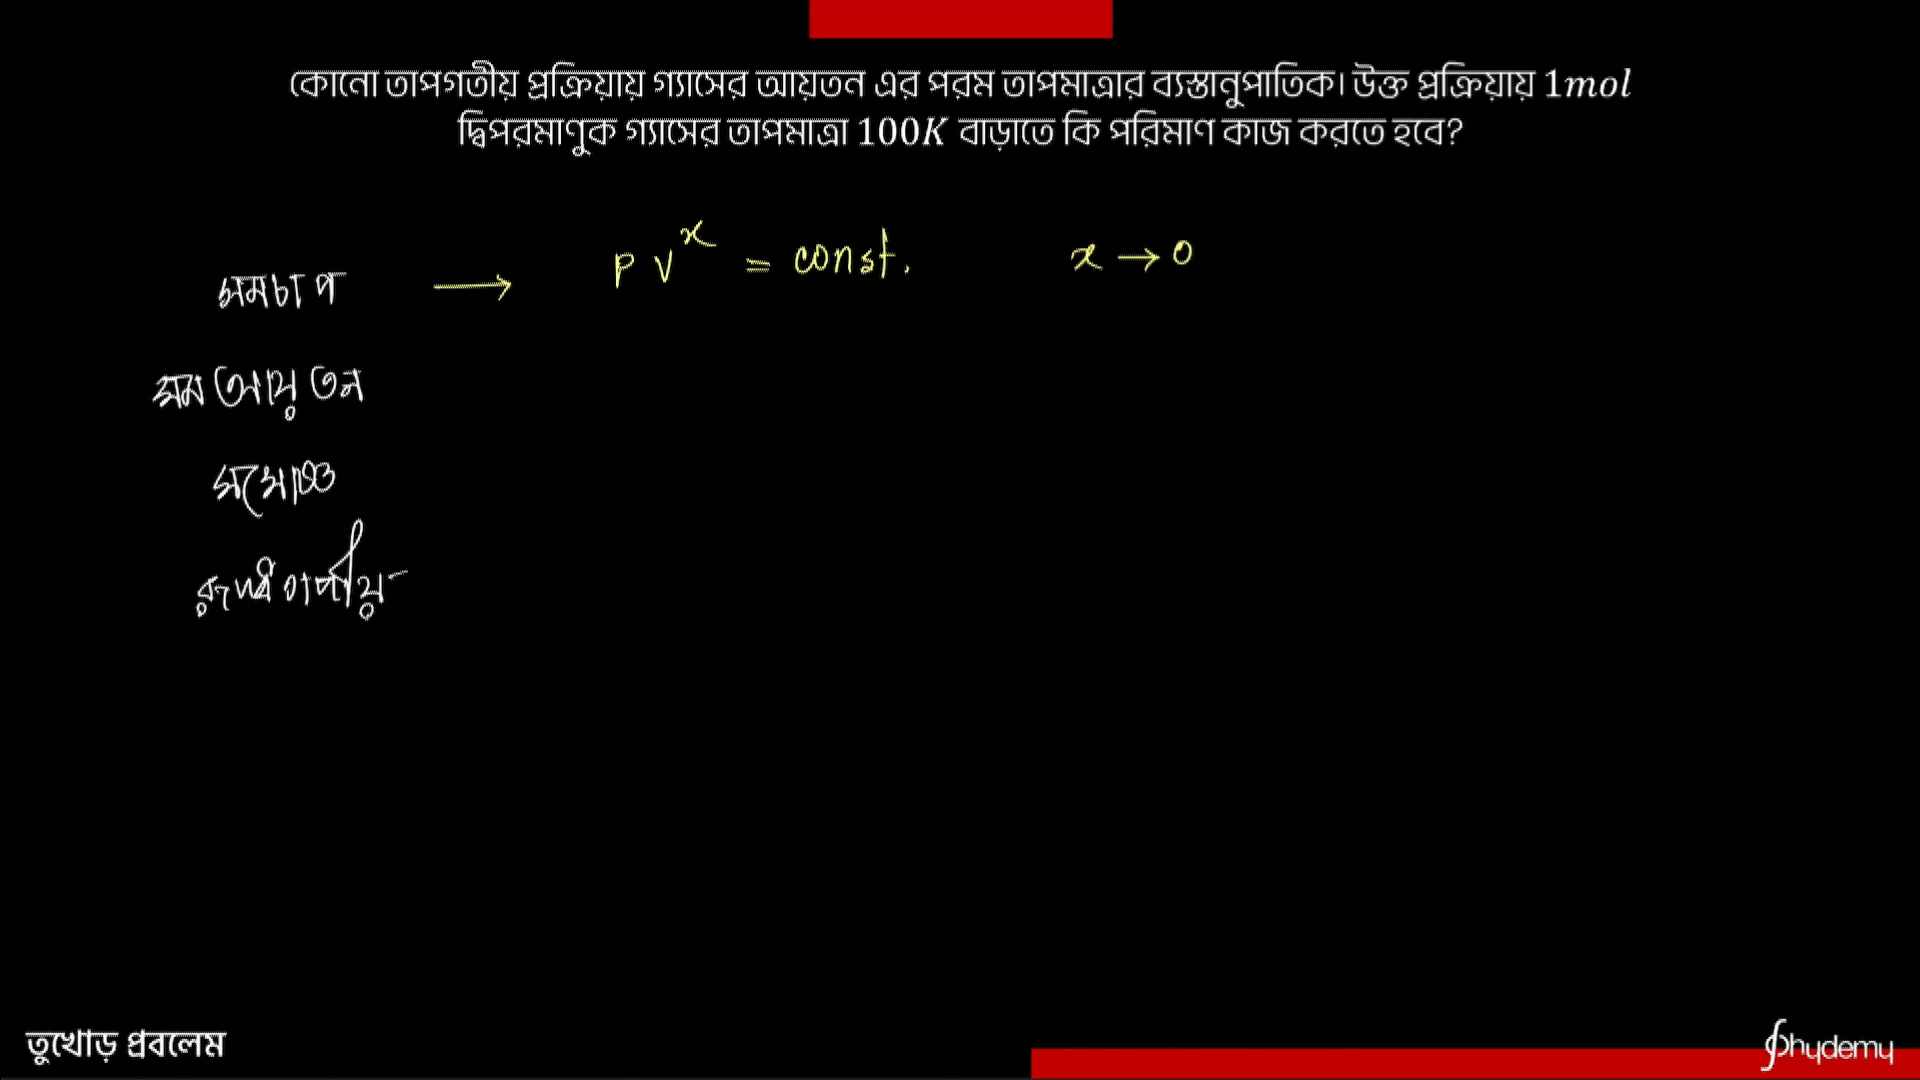 কোনো তাপগতীয় প্রক্রিয়ায় গ্যাসের আয়তন এর পরম তাপমাত্রার ব্যস্তানুপাতিক। উক্ত প্রক্রিয়ায় 1mol
দ্বিপরমাণুক গ্যাসের তাপমাত্রা 100K বাড়াতে কি পরিমাণ কাজ করতে হবে?
সমচাপ → PV^x = const. x → 0
সম আয়তন
সমোষ্ণ
রুদ্ধতাপীয়
তুখোড় প্রবলেম
Phydemy